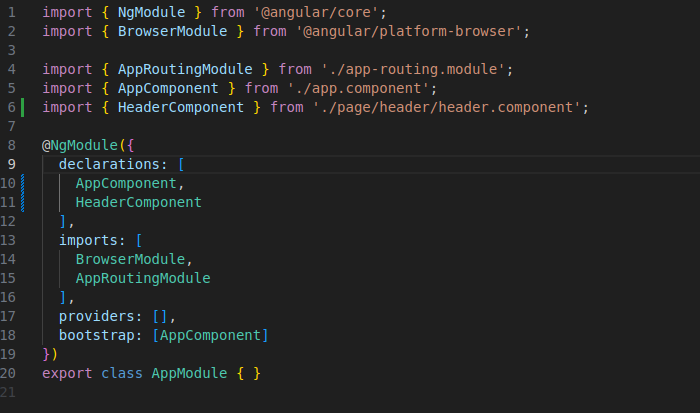 1 import { NgModule } from '@angular/core';
2 import { BrowserModule } from '@angular/platform-browser';
3
4 import { AppRoutingModule } from './app-routing.module';
5 import { AppComponent } from './app.component';
6 import { HeaderComponent } from './page/header/header.component';
7
8 @NgModule({
9   declarations: [
10     AppComponent,
11     HeaderComponent
12   ],
13   imports: [
14     BrowserModule,
15     AppRoutingModule
16   ],
17   providers: [],
18   bootstrap: [AppComponent]
19 })
20 export class AppModule { }
21